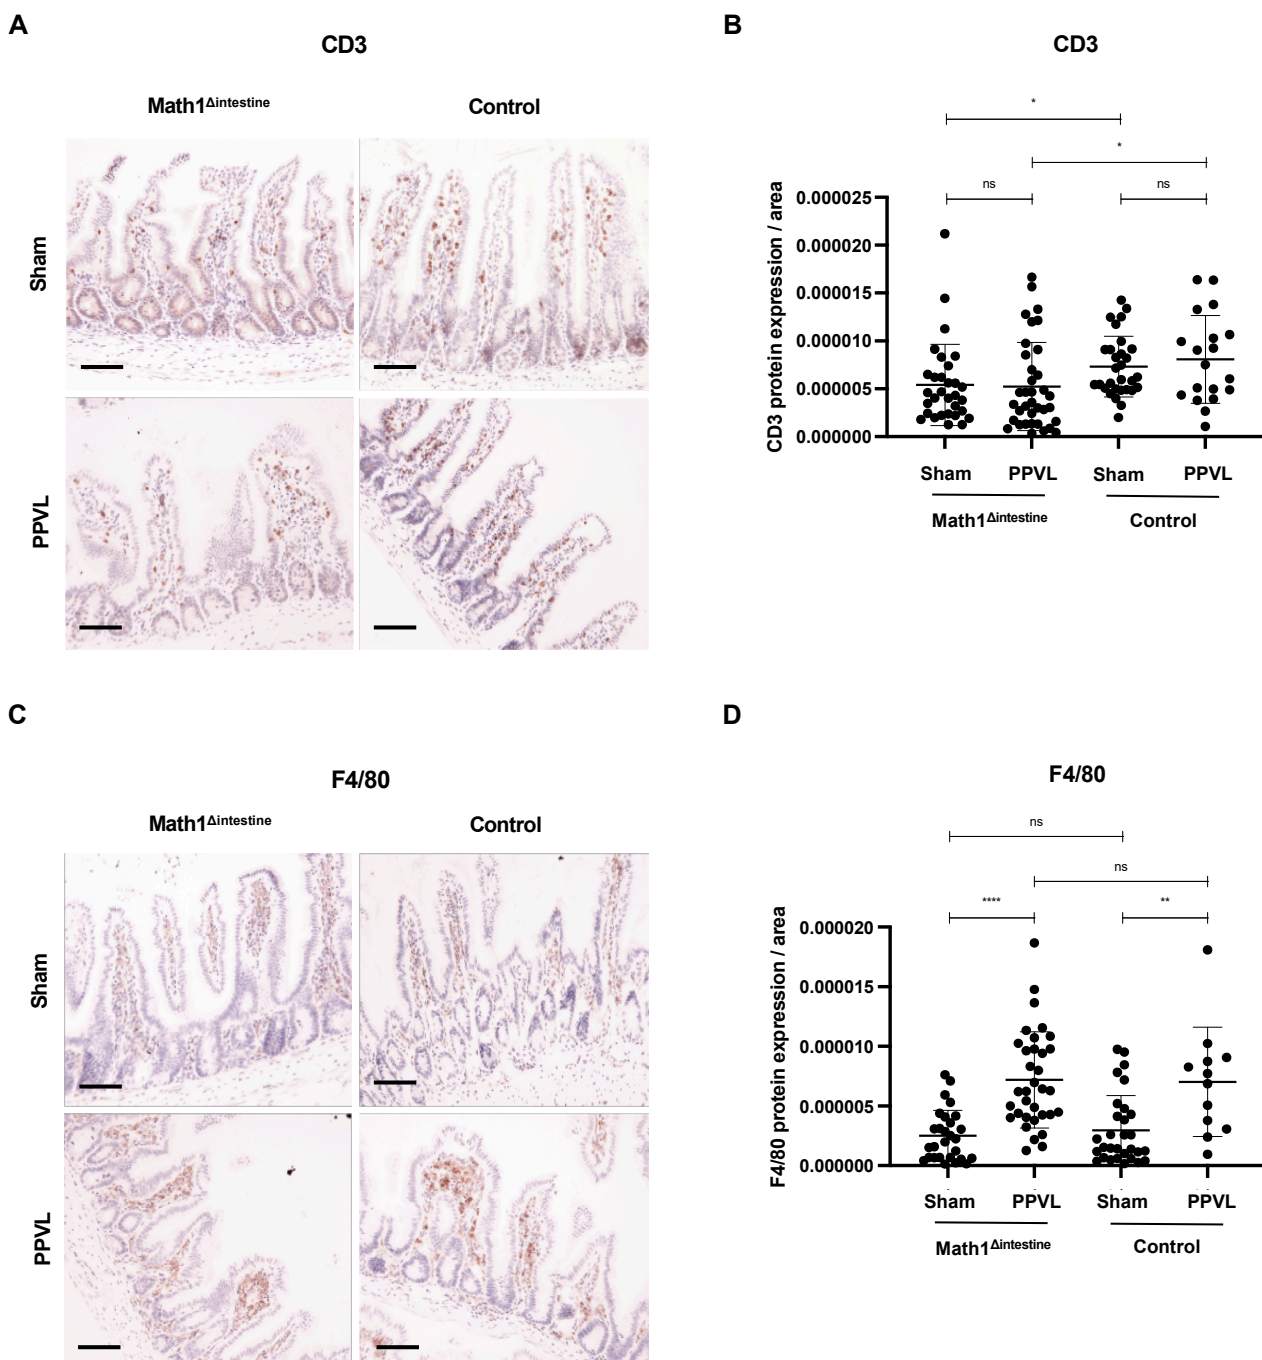 A
CD3
Math1Δintestine
Control
Sham
PPVL
B
CD3
*
*
ns
ns
CD3 protein expression / area
0.000025
0.000020
0.000015
0.000010
0.000005
0.000000
Sham
PPVL
Sham
PPVL
Math1Δintestine
Control
C
F4/80
Math1Δintestine
Control
Sham
PPVL
D
F4/80
ns
ns
****
**
F4/80 protein expression / area
0.000020
0.000015
0.000010
0.000005
0.000000
Sham
PPVL
Sham
PPVL
Math1Δintestine
Control